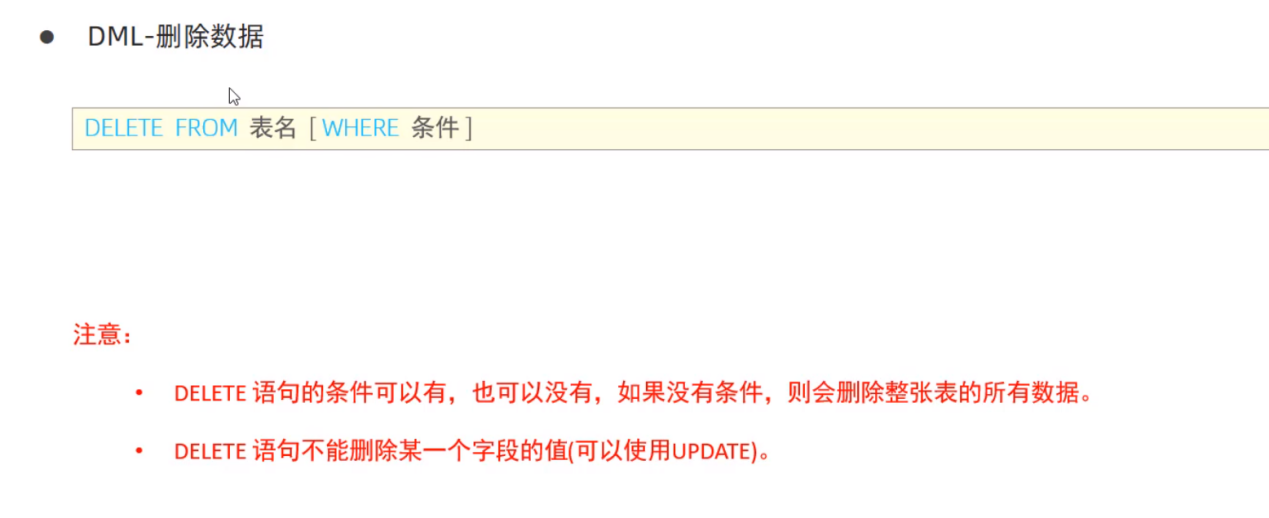 ● DML-删除数据
DELETE FROM 表名 [ WHERE 条件 ]
注意：
• DELETE 语句的条件可以有，也可以没有，如果没有条件，则会删除整张表的所有数据。
• DELETE 语句不能删除某一个字段的值(可以使用UPDATE)。